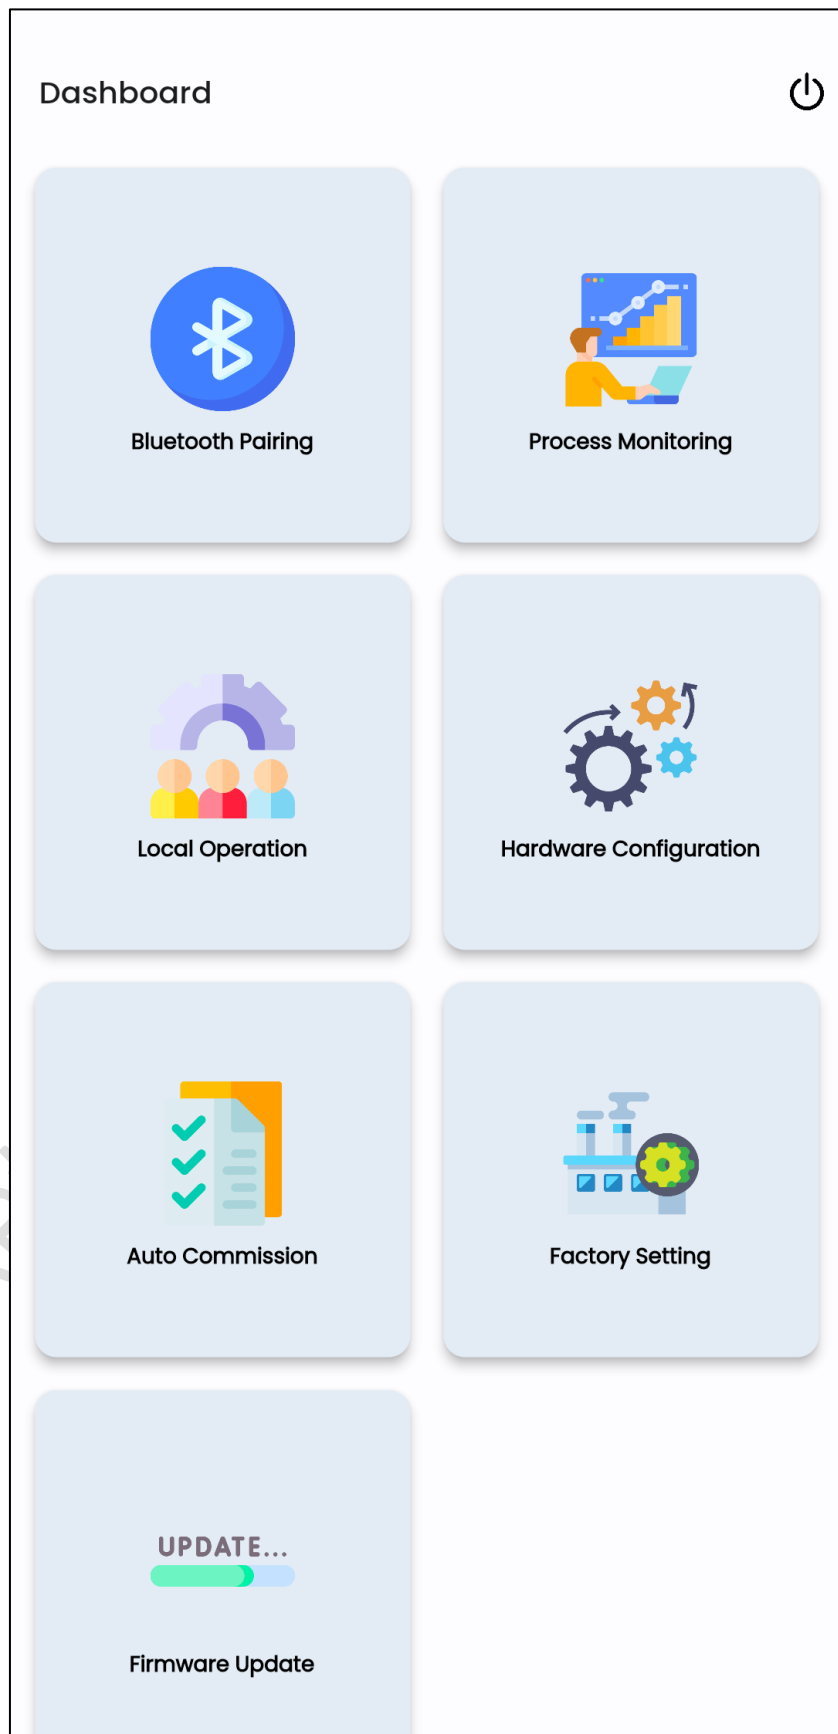 Dashboard
Bluetooth Pairing
Process Monitoring
Local Operation
Hardware Configuration
Auto Commission
Factory Setting
UPDATE...
Firmware Update